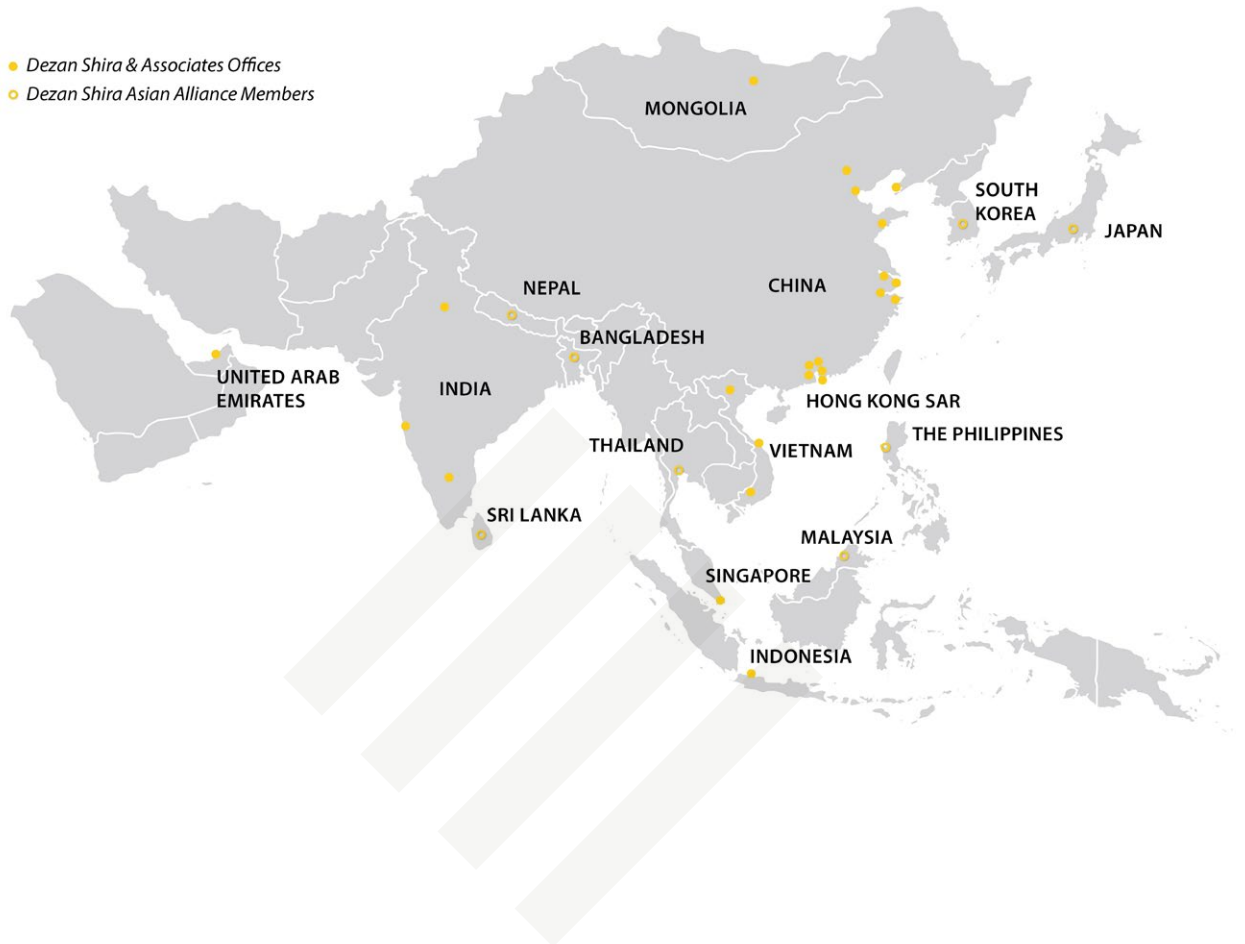 Dezan Shira & Associates Offices
Dezan Shira Asian Alliance Members
MONGOLIA
SOUTH
KOREA
JAPAN
CHINA
NEPAL
BANGLADESH
UNITED ARAB
EMIRATES
INDIA
HONG KONG SAR
THE PHILIPPINES
THAILAND
VIETNAM
SRI LANKA
MALAYSIA
SINGAPORE
INDONESIA